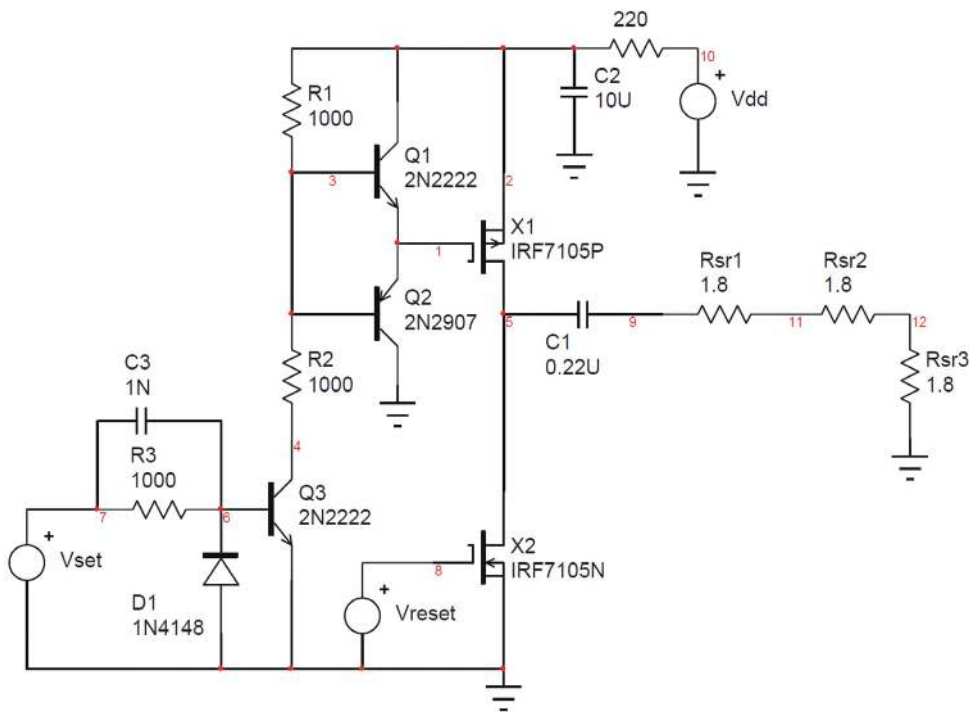 220
10
C2
10U
+
Vdd
R1
1000
Q1
2N2222
3
2
X1
IRF7105P
1
Rsr1
1.8
Rsr2
1.8
Q2
2N2907
5
C1
0.22U
9
11
12
Rsr3
1.8
R2
1000
C3
1N
4
R3
1000
7
6
Q3
2N2222
+
Vset
D1
1N4148
X2
IRF7105N
8
+
Vreset